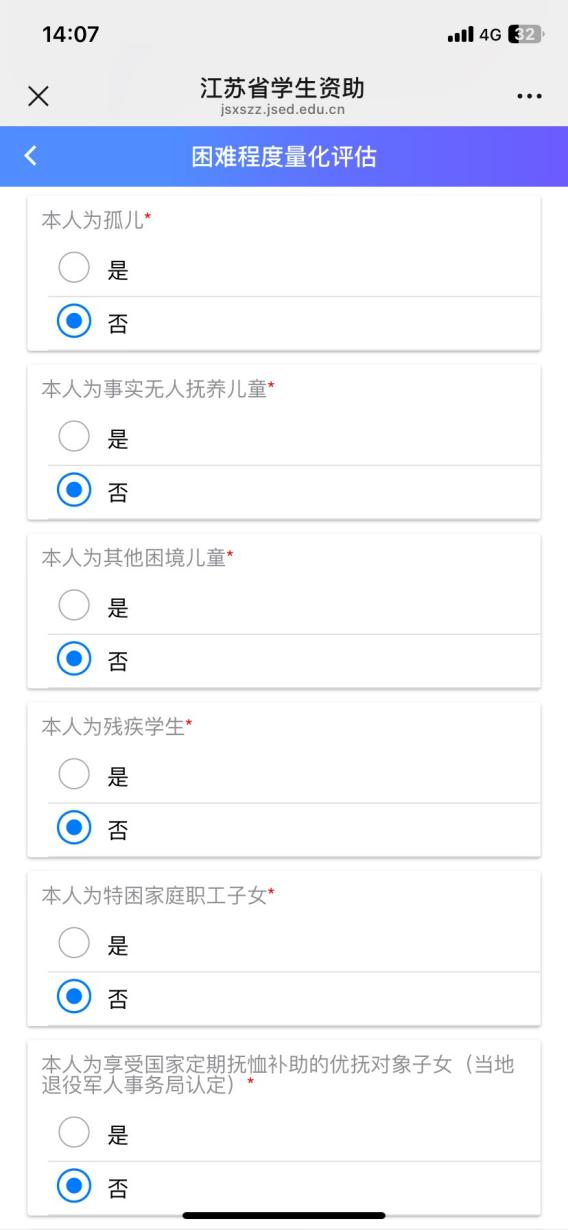 14:07
4G
32
江苏省学生资助
jsxszz.jsed.edu.cn
困难程度量化评估
本人为孤儿*
是
否
本人为事实无人抚养儿童*
是
否
本人为其他困境儿童*
是
否
本人为残疾学生*
是
否
本人为特困家庭职工子女*
是
否
本人为享受国家定期抚恤补助的优抚对象子女（当地
退役军人事务局认定）*
是
否